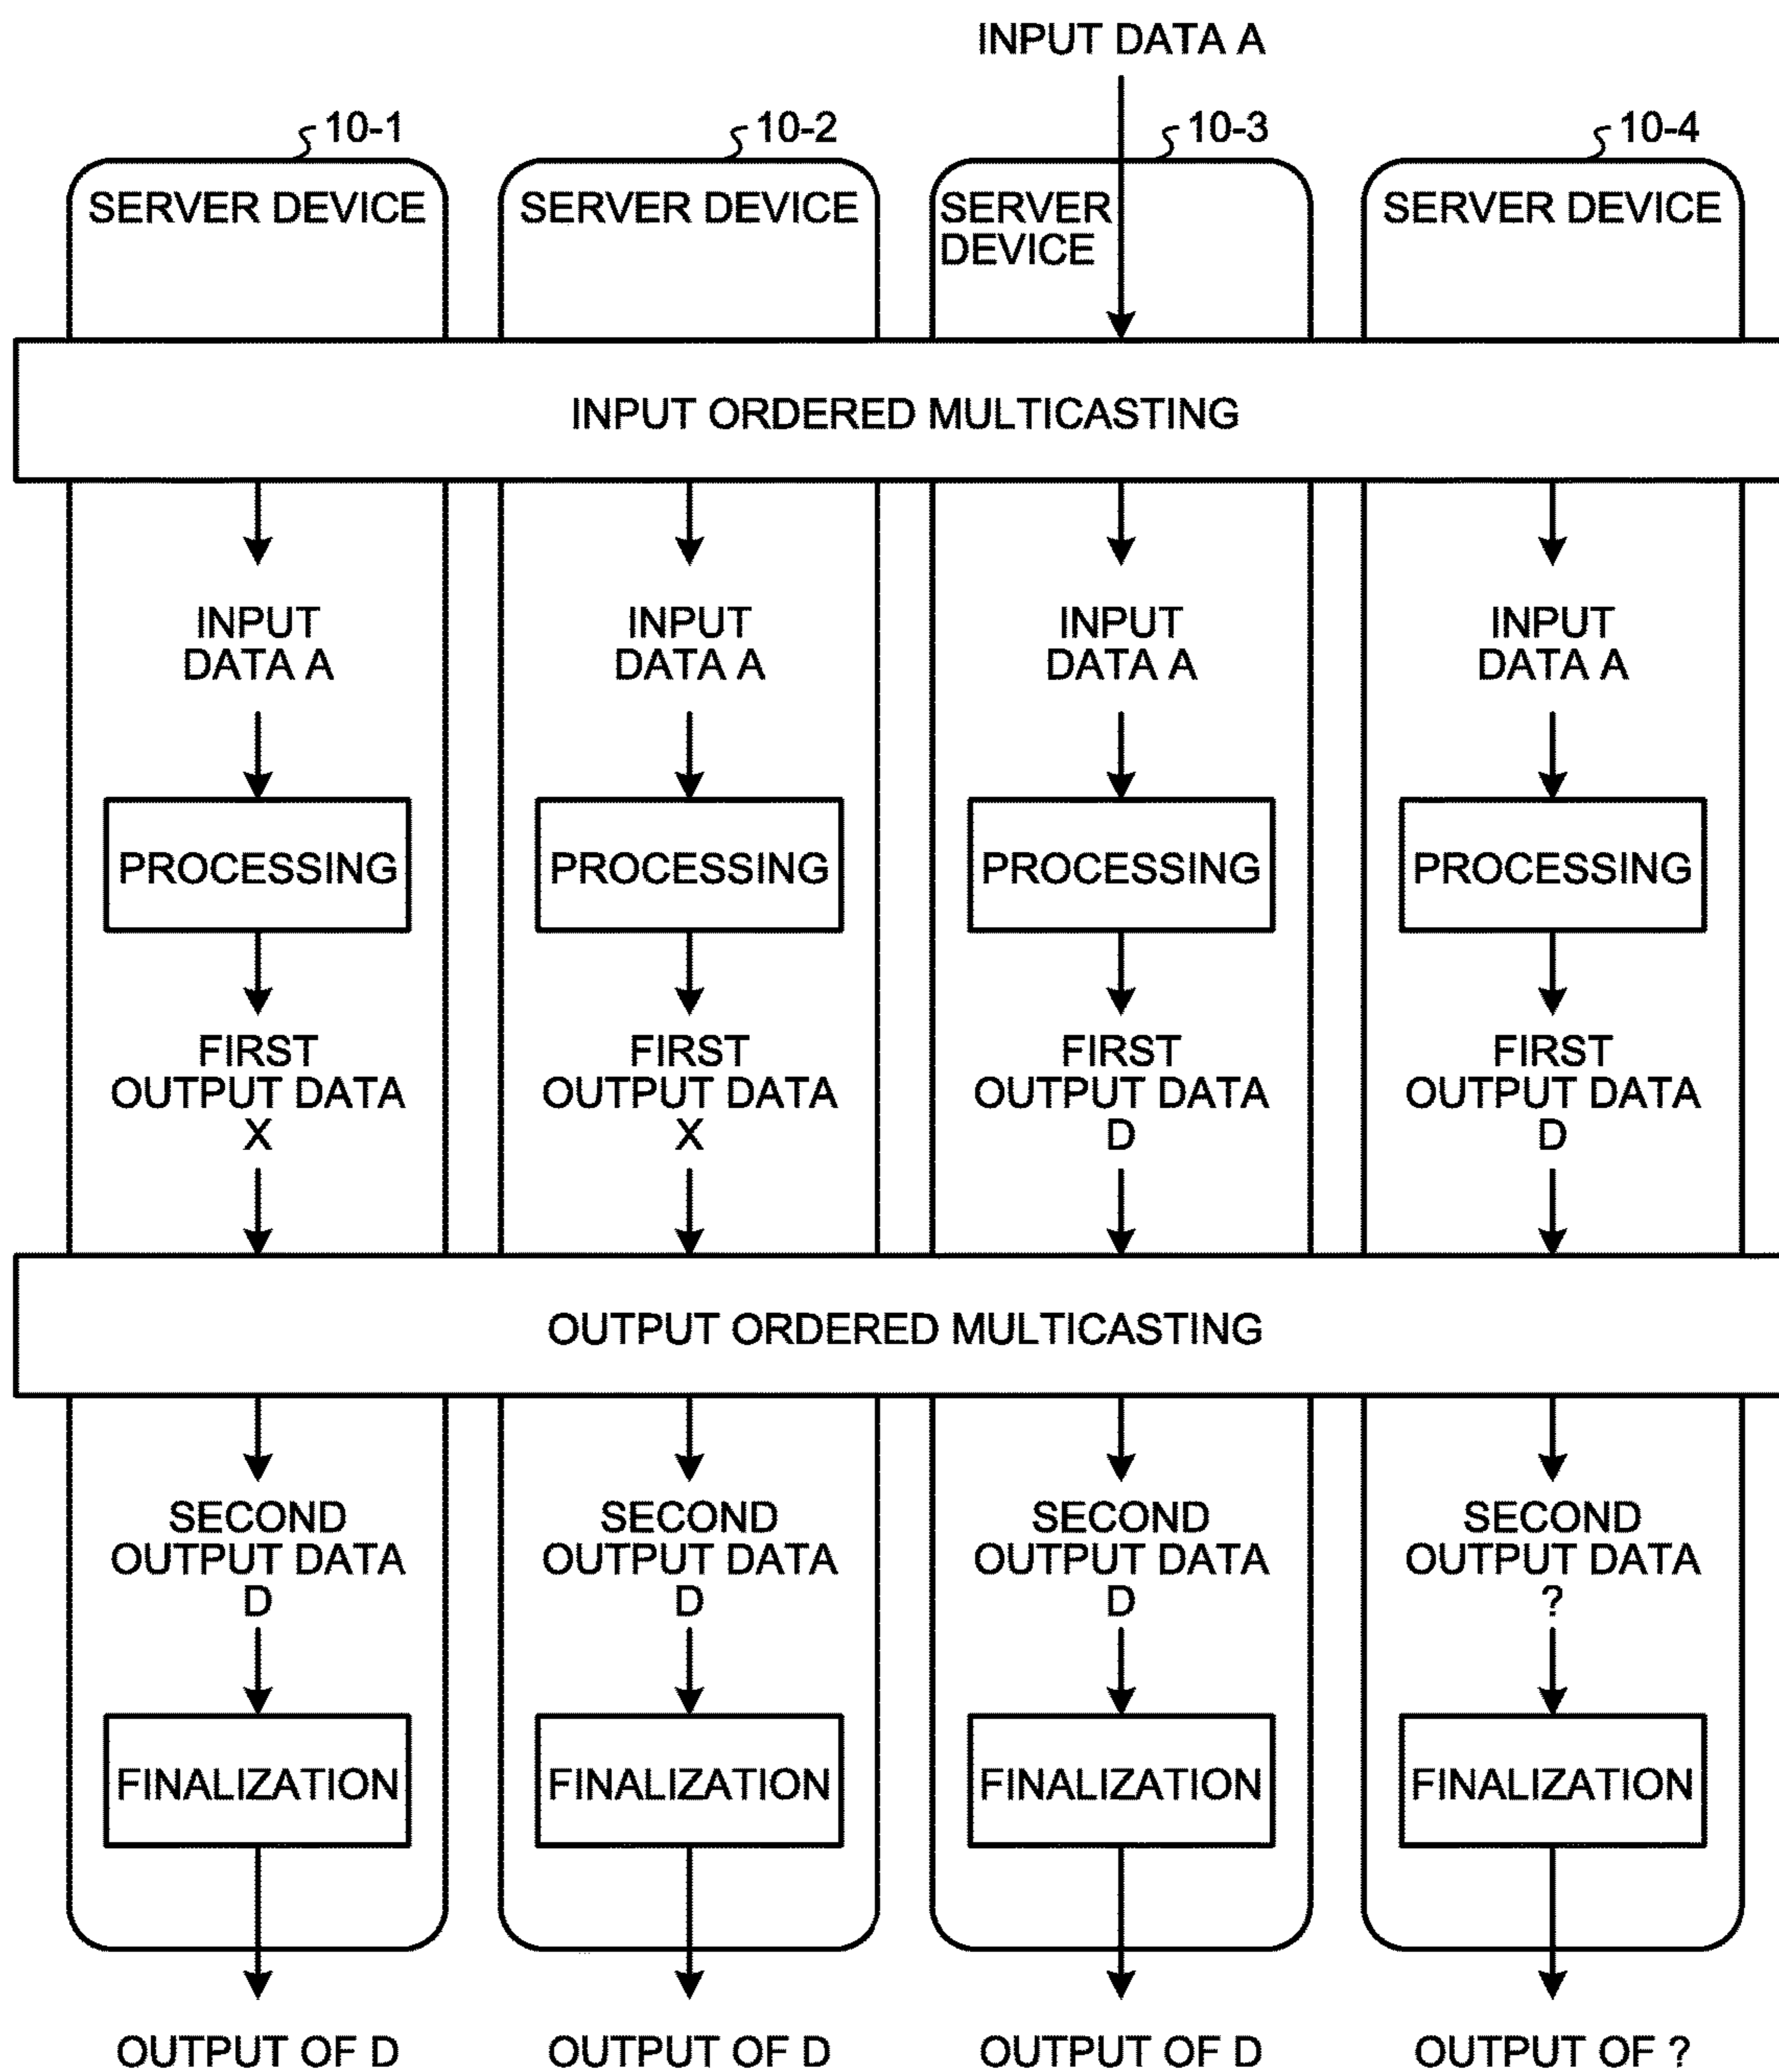 INPUT DATA A
10-1
10-2
10-3
10-4
SERVER DEVICE
SERVER DEVICE
SERVER
DEVICE
SERVER DEVICE
INPUT ORDERED MULTICASTING
INPUT
DATA A
INPUT
DATA A
INPUT
DATA A
INPUT
DATA A
PROCESSING
PROCESSING
PROCESSING
PROCESSING
FIRST
OUTPUT DATA
X
FIRST
OUTPUT DATA
X
FIRST
OUTPUT DATA
D
FIRST
OUTPUT DATA
D
OUTPUT ORDERED MULTICASTING
SECOND
OUTPUT DATA
D
SECOND
OUTPUT DATA
D
SECOND
OUTPUT DATA
D
SECOND
OUTPUT DATA
?
FINALIZATION
FINALIZATION
FINALIZATION
FINALIZATION
OUTPUT OF D
OUTPUT OF D
OUTPUT OF D
OUTPUT OF ?